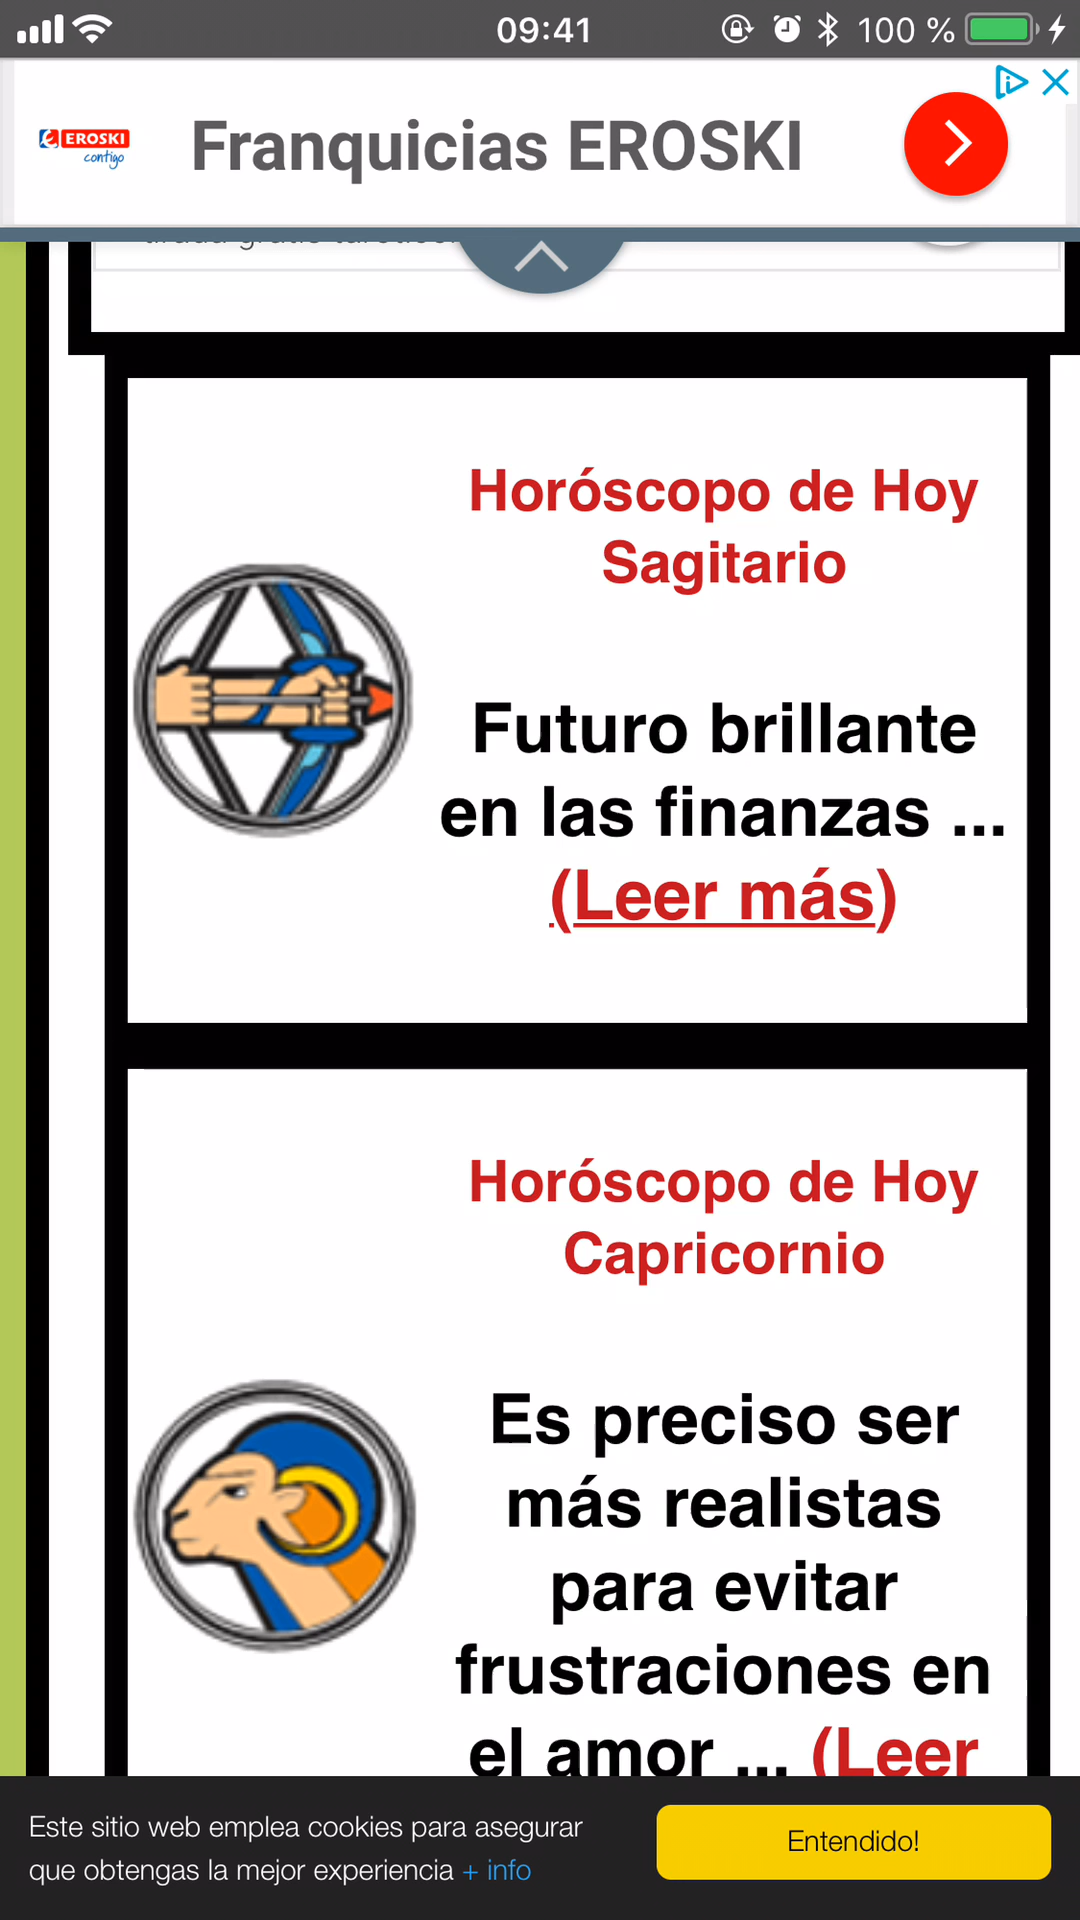 09:41
100 %
EROSKI
contigo
Franquicias EROSKI
Horóscopo de Hoy
Sagitario
Futuro brillante
en las finanzas ...
(Leer más)
Horóscopo de Hoy
Capricornio
Es preciso ser
más realistas
para evitar
frustraciones en
el amor ... (Leer
Este sitio web emplea cookies para asegurar
que obtengas la mejor experiencia + info
Entendido!